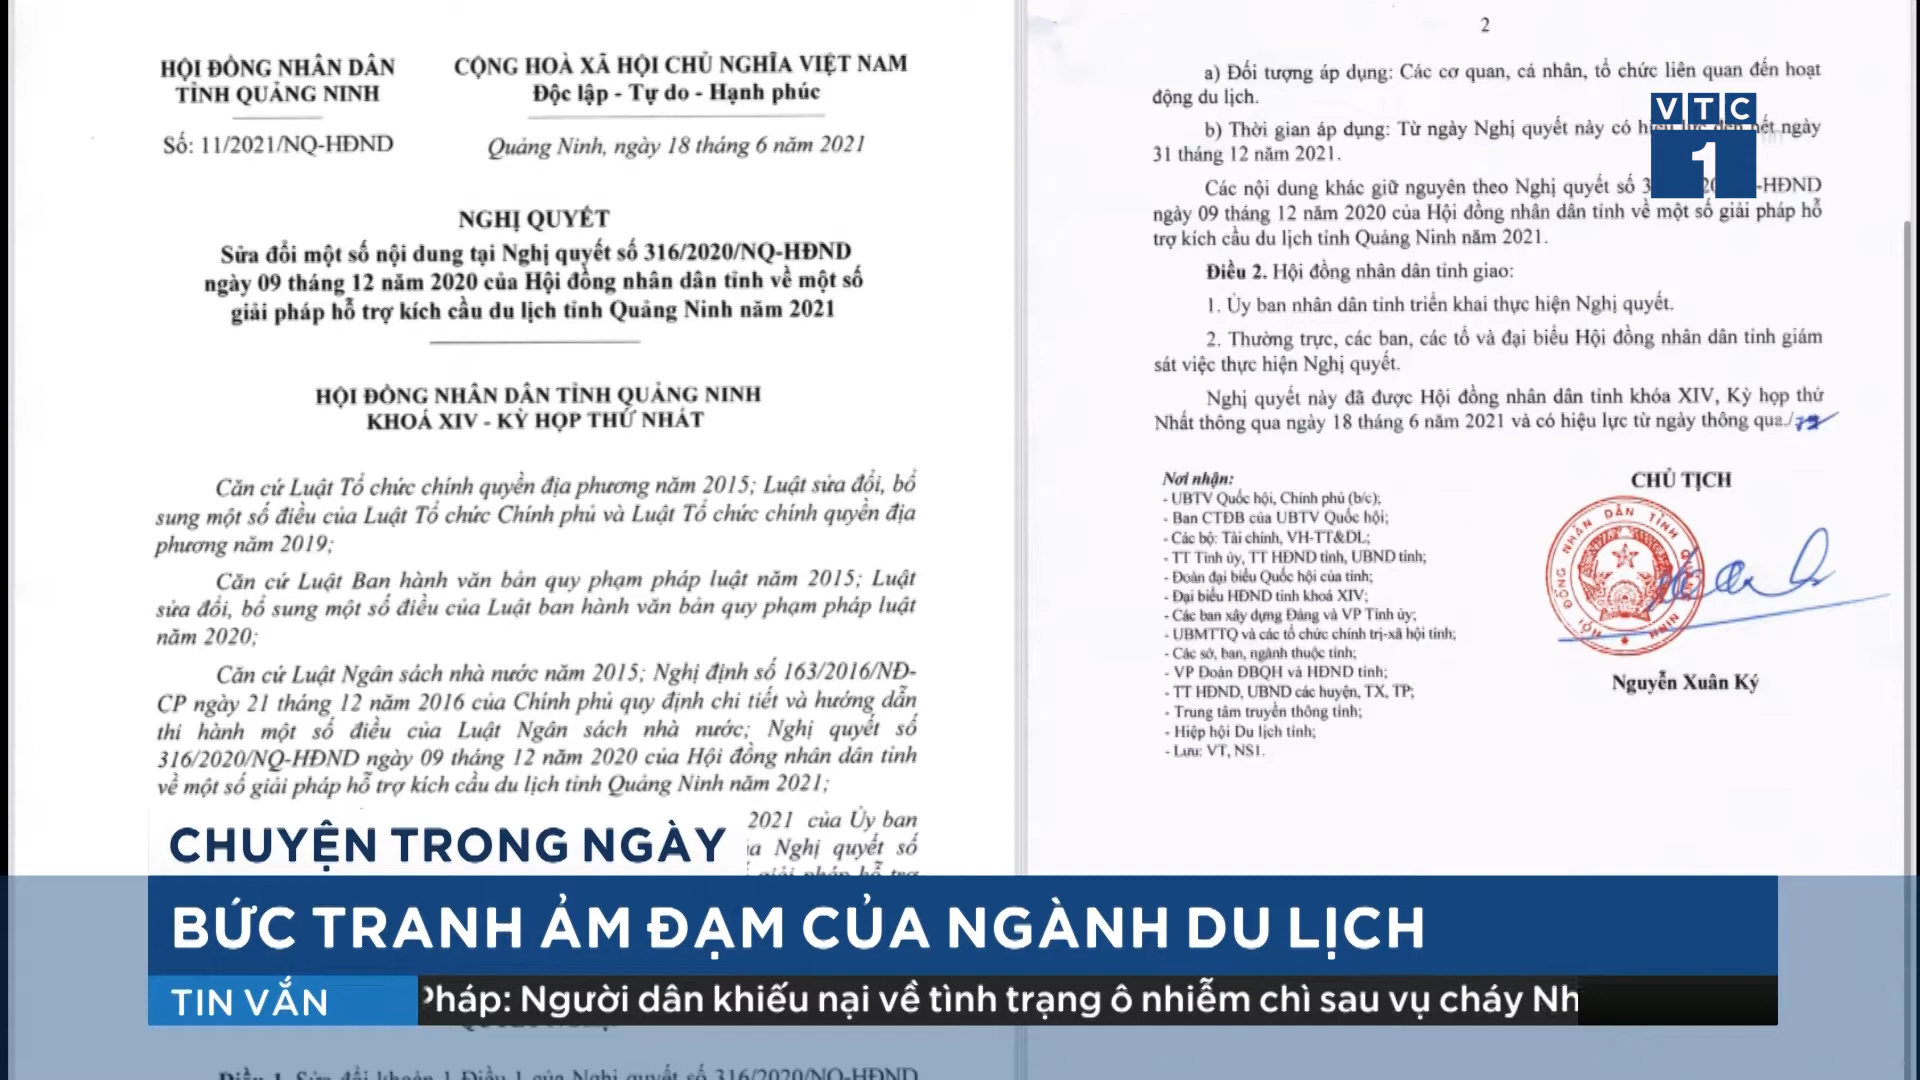 HỘI ĐỒNG NHÂN DÂN
TỈNH QUẢNG NINH
Số: 11/2021/NQ-HĐND
CỘNG HOÀ XÃ HỘI CHỦ NGHĨA VIỆT NAM
Độc lập - Tự do - Hạnh phúc
Quảng Ninh, ngày 18 tháng 6 năm 2021
NGHỊ QUYẾT
Sửa đổi một số nội dung tại Nghị quyết số 316/2020/NQ-HĐND
ngày 09 tháng 12 năm 2020 của Hội đồng nhân dân tỉnh về một số
giải pháp hỗ trợ kích cầu du lịch tỉnh Quảng Ninh năm 2021
HỘI ĐỒNG NHÂN DÂN TỈNH QUẢNG NINH
KHOÁ XIV - KỲ HỌP THỨ NHẤT
Căn cứ Luật Tổ chức chính quyền địa phương năm 2015; Luật sửa đổi, bổ
sung một số điều của Luật Tổ chức Chính phủ và Luật Tổ chức chính quyền địa
phương năm 2019;
Căn cứ Luật Ban hành văn bản quy phạm pháp luật năm 2015; Luật
sửa đổi, bổ sung một số điều của Luật ban hành văn bản quy phạm pháp luật
năm 2020;
Căn cứ Luật Ngân sách nhà nước năm 2015; Nghị định số 163/2016/NĐ-
CP ngày 21 tháng 12 năm 2016 của Chính phủ quy định chi tiết và hướng dẫn
thi hành một số điều của Luật Ngân sách nhà nước; Nghị quyết số
316/2020/NQ-HĐND ngày 09 tháng 12 năm 2020 của Hội đồng nhân dân tỉnh
về một số giải pháp hỗ trợ kích cầu du lịch tỉnh Quảng Ninh năm 2021;
2021 của Ủy ban
Nghị quyết số
Điều 1. Sửa đổi khoản 1 Điều 1 của Nghị quyết số 316/2020/NQ-HĐND
2
a) Đối tượng áp dụng: Các cơ quan, cá nhân, tổ chức liên quan đến hoạt
động du lịch.
b) Thời gian áp dụng: Từ ngày Nghị quyết này có hiệu lực đến hết ngày
31 tháng 12 năm 2021.
Các nội dung khác giữ nguyên theo Nghị quyết số -HĐND
ngày 09 tháng 12 năm 2020 của Hội đồng nhân dân tỉnh về một số giải pháp hỗ
trợ kích cầu du lịch tỉnh Quảng Ninh năm 2021.
Điều 2. Hội đồng nhân dân tỉnh giao:
1. Ủy ban nhân dân tỉnh triển khai thực hiện Nghị quyết.
2. Thường trực, các ban, các tổ và đại biểu Hội đồng nhân dân tỉnh giám
sát việc thực hiện Nghị quyết.
Nghị quyết này đã được Hội đồng nhân dân tỉnh khóa XIV, Kỳ họp thứ
Nhất thông qua ngày 18 tháng 6 năm 2021 và có hiệu lực từ ngày thông qua./.
Nơi nhận:
- UBTV Quốc hội, Chính phủ (b/c);
- Ban CTĐB của UBTV Quốc hội;
- Các bộ: Tài chính, VH-TT&DL;
- TT Tỉnh ủy, TT HĐND tỉnh, UBND tỉnh;
- Đoàn đại biểu Quốc hội của tỉnh;
- Đại biểu HĐND tỉnh khoá XIV;
- Các ban xây dựng Đảng và VP Tỉnh ủy;
- UBMTTQ và các tổ chức chính trị-xã hội tỉnh;
- Các sở, ban, ngành thuộc tỉnh;
- VP Đoàn ĐBQH và HĐND tỉnh;
- TT HĐND, UBND các huyện, TX, TP;
- Trung tâm truyền thông tỉnh;
- Hiệp hội Du lịch tỉnh;
- Lưu: VT, NS1.
CHỦ TỊCH
Nguyễn Xuân Ký
VTC
1
CHUYỆN TRONG NGÀY
BỨC TRANH ẢM ĐẠM CỦA NGÀNH DU LỊCH
TIN VẮN
Pháp: Người dân khiếu nại về tình trạng ô nhiễm chì sau vụ cháy Nh